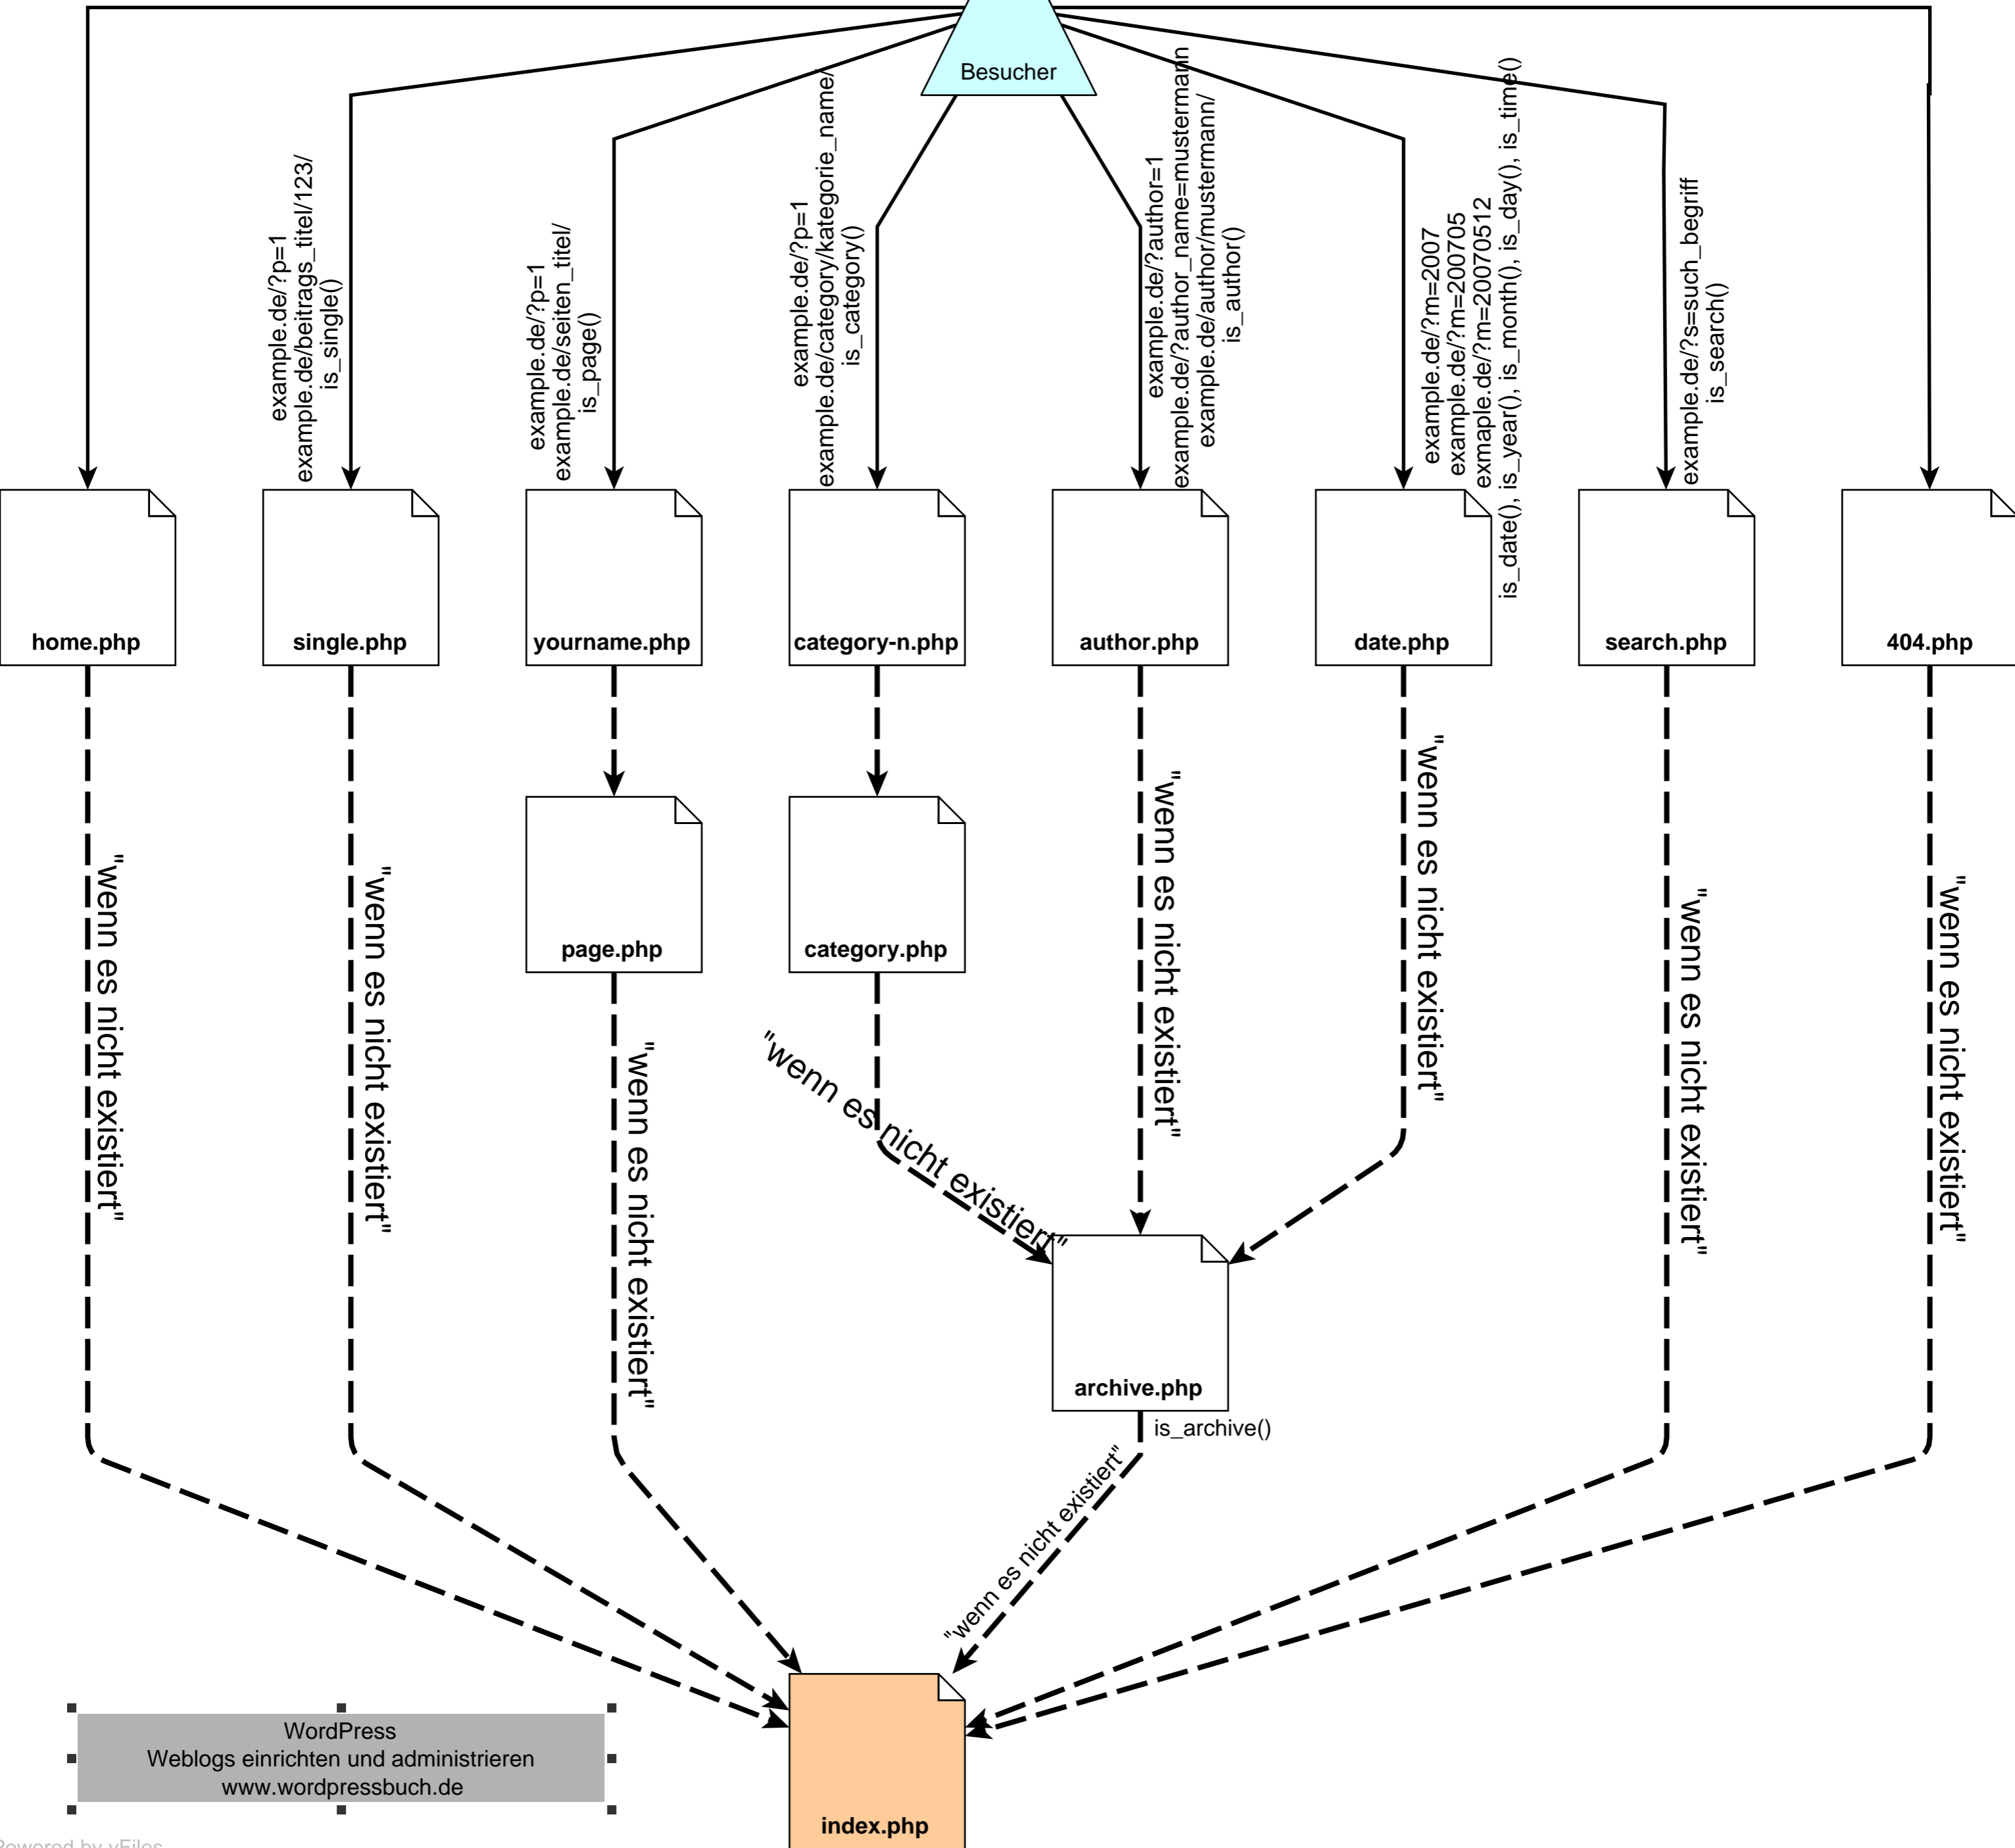 Besucher
example.de/?p=1
example.de/beitrags_titel/123/
is_single()
example.de/?p=1
example.de/seiten_titel/
is_page()
example.de/?p=1
example.de/category/kategorie_name/
is_category()
example.de/?author=1
example.de/?author_name=mustermann
example.de/author/mustermann/
is_author()
example.de/?m=2007
example.de/?m=200705
exmaple.de/?m=20070512
is_date(), is_year(), is_month(), is_day(), is_time()
example.de/?s=such_begriff
is_search()
home.php
single.php
yourname.php
category-n.php
author.php
date.php
search.php
404.php
page.php
category.php
"wenn es nicht existiert"
"wenn es nicht existiert"
"wenn es nicht existiert"
"wenn es nicht existiert"
"wenn es nicht existiert"
"wenn es nicht existiert"
"wenn es nicht existiert"
"wenn es nicht existiert"
archive.php
is_archive()
"wenn es nicht existiert"
WordPress
Weblogs einrichten und administrieren
www.wordpressbuch.de
index.php
Powered by yFiles